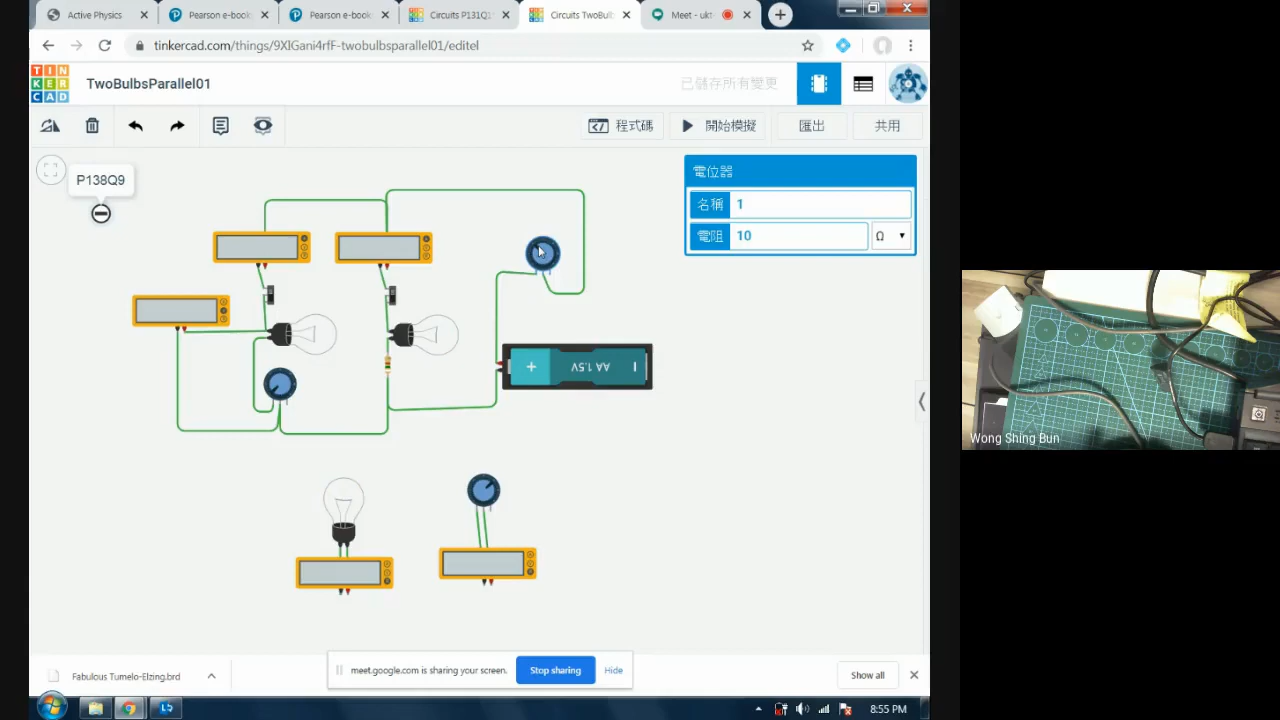 Active Physics
Pearson e-book
Pearson e-book
Circuits P131Q1
Circuits TwoBul
Meet - ukt
tinkercad.com/things/9XlGani4rfF-twobulbsparallel01/editel
TIN
KER
CAD
TwoBulbsParallel01
已儲存所有變更
程式碼
開始模擬
匯出
共用
P138Q9
電位器
名稱 1
電阻 10 Ω
AA 1.5V
Wong Shing Bun
meet.google.com is sharing your screen.
Stop sharing
Hide
Fabulous Tumelo-Elzing.brd
Show all
8:55 PM